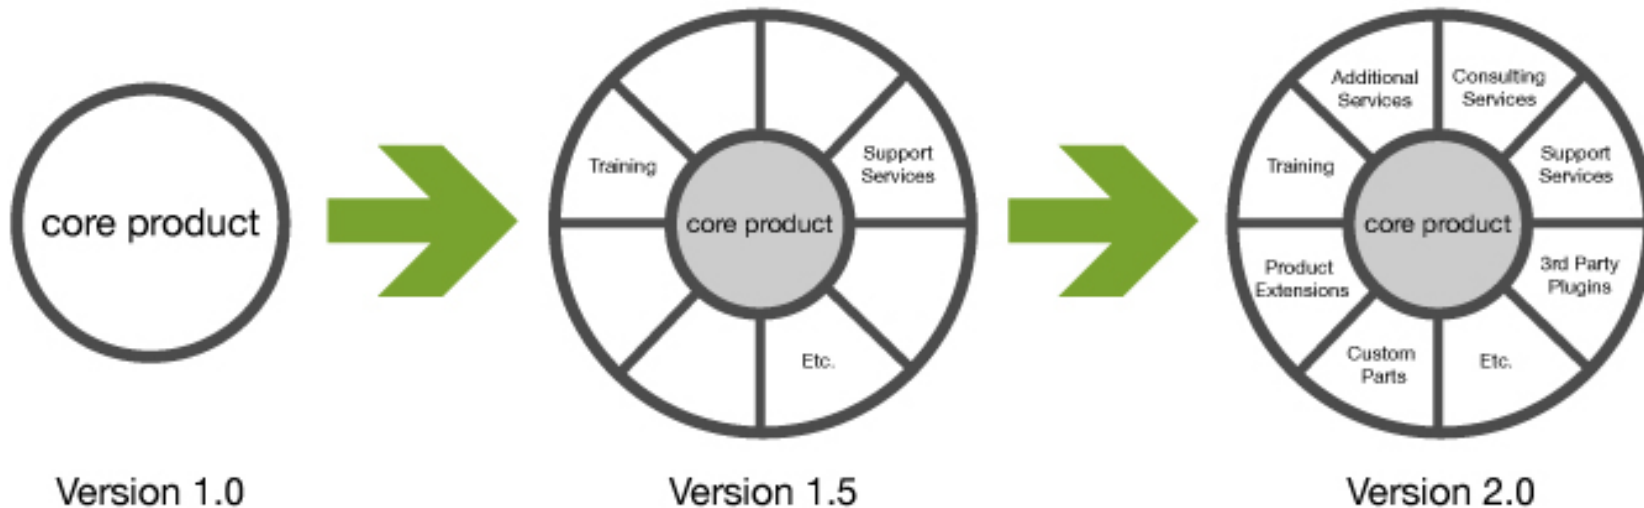 core product
Version 1.0
Training
Support
Services
core product
Etc.
Version 1.5
Additional
Services
Consulting
Services
Training
Support
Services
core product
Product
Extensions
3rd Party
Plugins
Custom
Parts
Etc.
Version 2.0